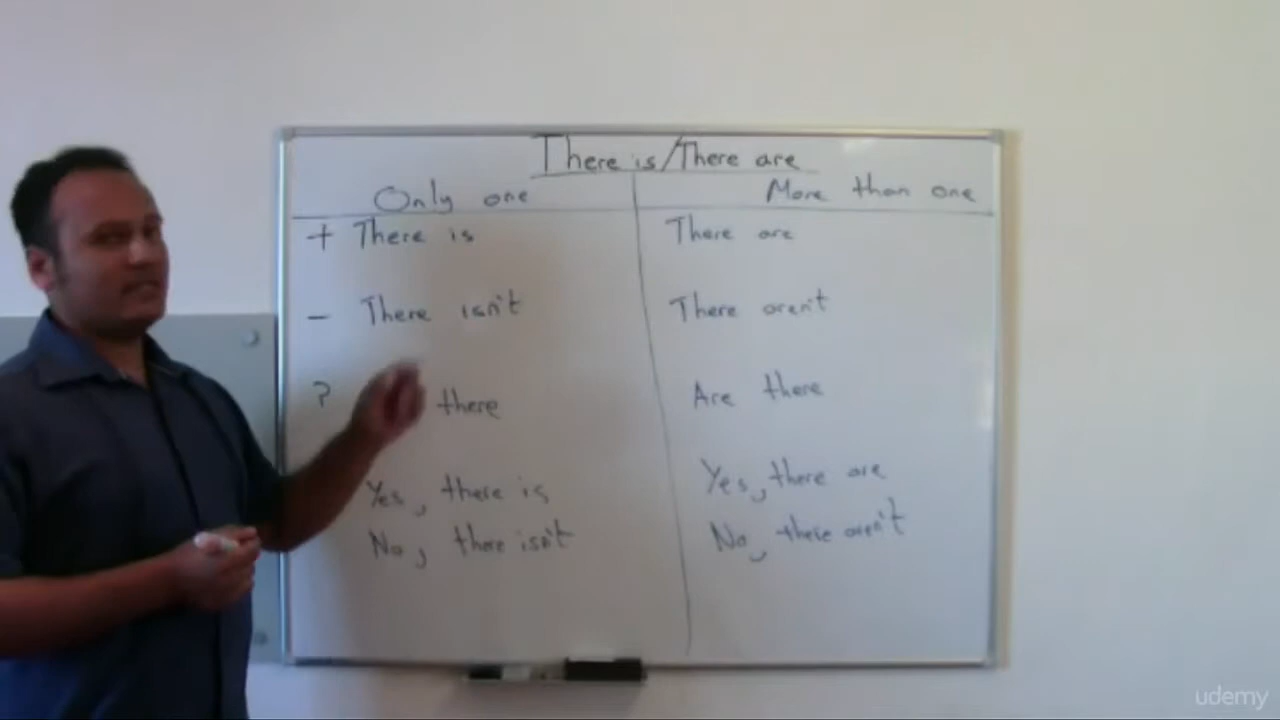 There is/There are
Only one
More than one
+ There is
There are
- There isn't
There aren't
? there
Are there
Yes, there is
Yes, there are
No, there isn't
No, there aren't
udemy